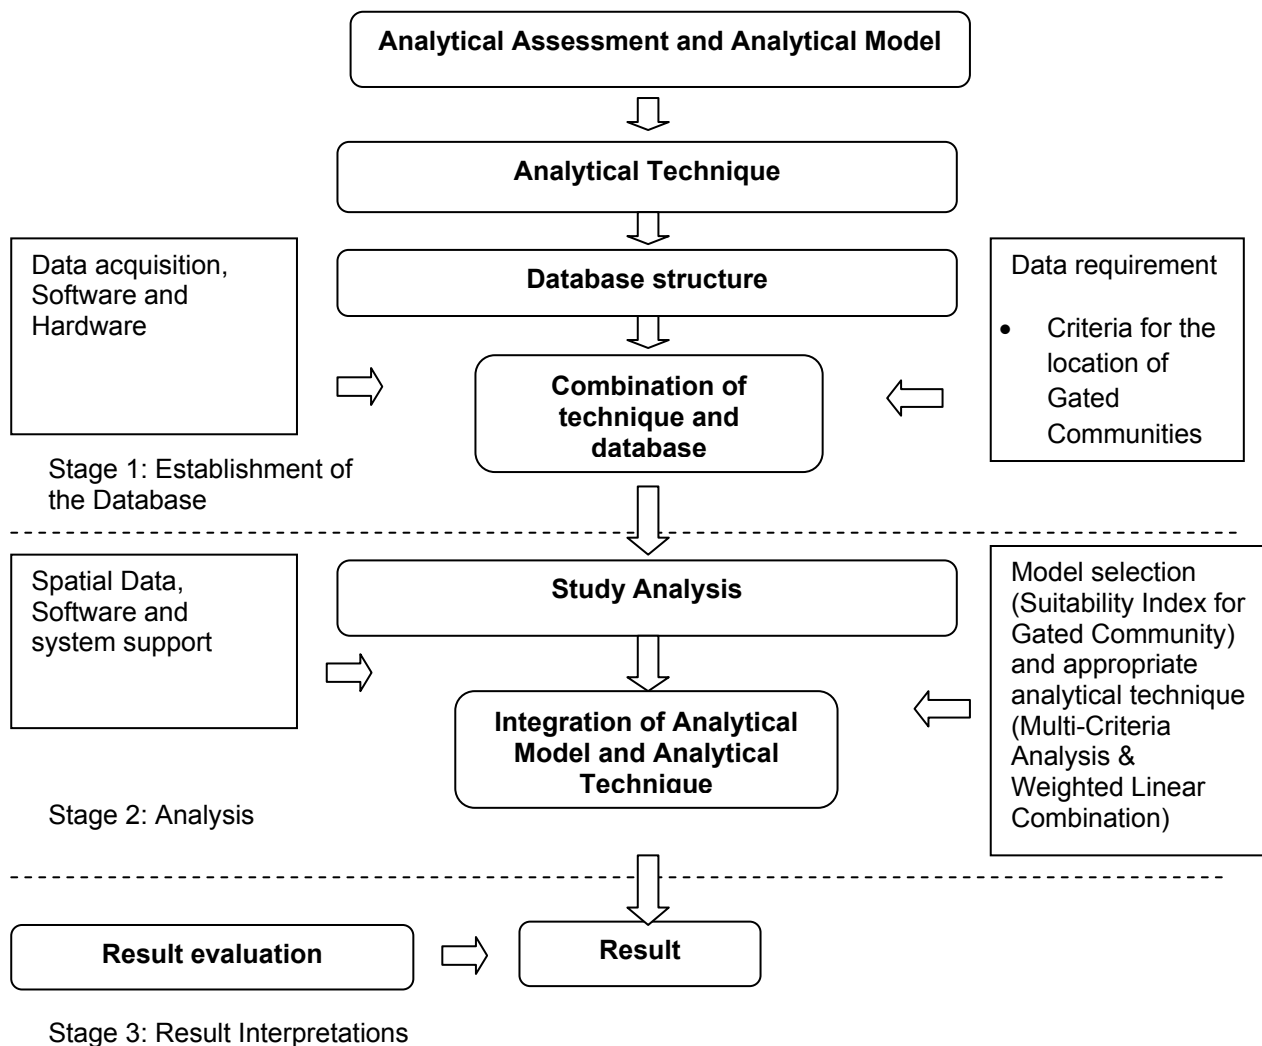 Analytical Assessment and Analytical Model
Analytical Technique
Database structure
Data acquisition,
Software and
Hardware
Combination of
technique and
database
Data requirement
• Criteria for the
location of
Gated
Communities
Stage 1: Establishment of
the Database
Spatial Data,
Software and
system support
Study Analysis
Integration of Analytical
Model and Analytical
Technique
Model selection
(Suitability Index for
Gated Community)
and appropriate
analytical technique
(Multi-Criteria
Analysis &
Weighted Linear
Combination)
Stage 2: Analysis
Result evaluation
Result
Stage 3: Result Interpretations